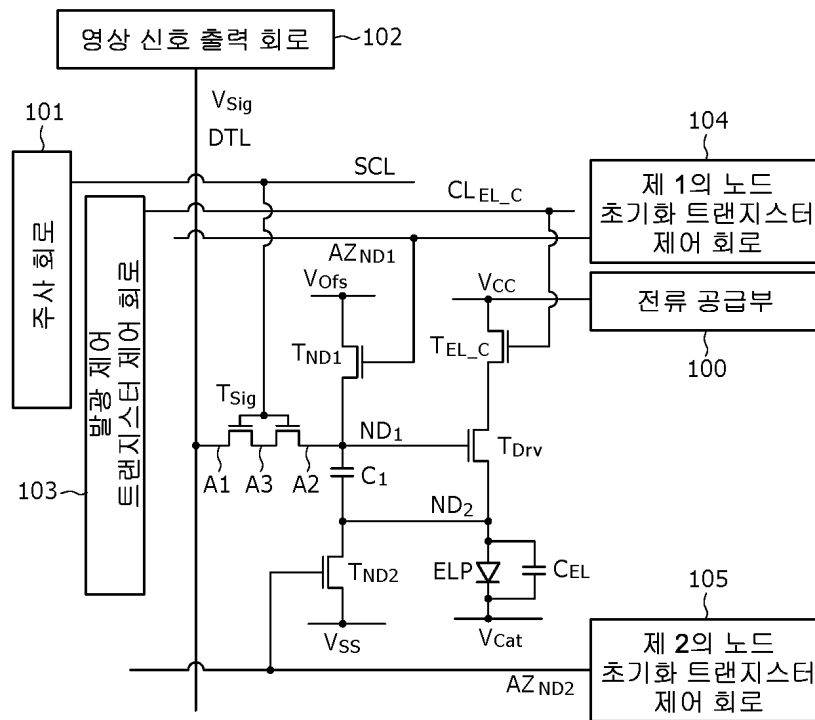 영상 신호 출력 회로
102
VSig
DTL
101
주사 회로
SCL
104
제 1의 노드
초기화 트랜지스터
제어 회로
CLEL_C
AZND1
발광 제어
트랜지스터 제어 회로
103
VOfs
VCC
전류 공급부
100
TND1
TEL_C
TSig
ND1
TDrv
A1
A3
A2
C1
ND2
TND2
ELP
CEL
VSS
VCat
105
제 2의 노드
초기화 트랜지스터
제어 회로
AZND2